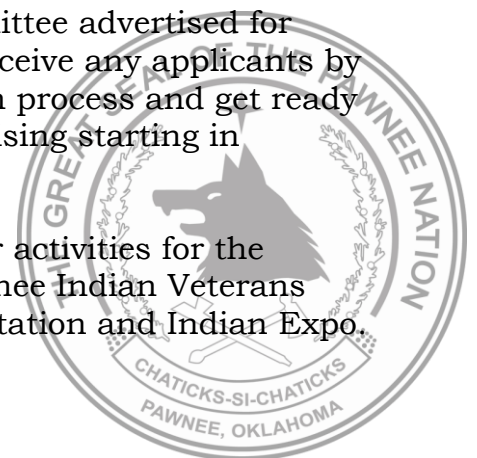 ittee advertised for
ceive any applicants by
n process and get ready
ising starting in
r activities for the
nee Indian Veterans
tation and Indian Expo.
THE GREAT SEAL OF THE PAWNEE NATION
CHATICKS-SI-CHATICKS
PAWNEE, OKLAHOMA